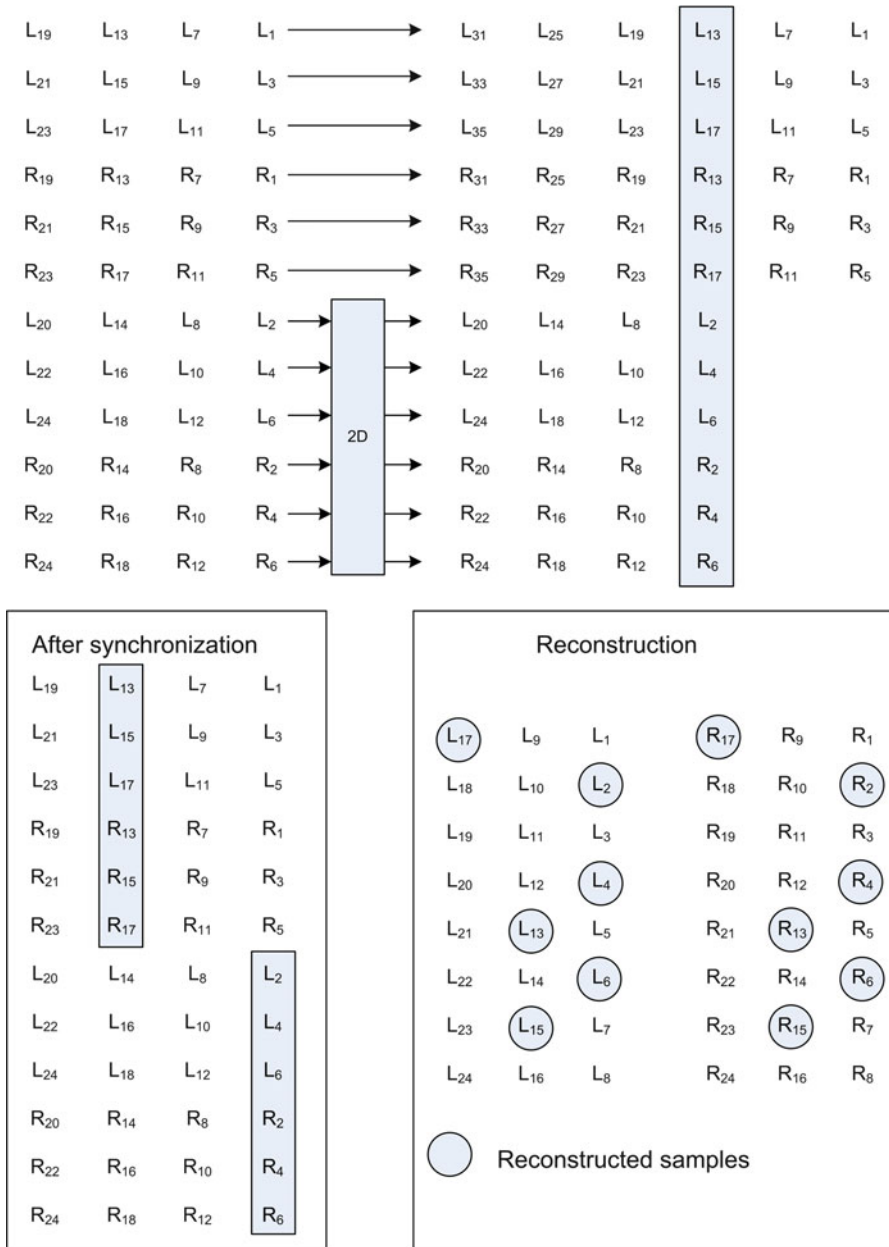 L19 L13 L7 L1 L31 L25 L19 L13 L7 L1
L21 L15 L9 L3 L33 L27 L21 L15 L9 L3
L23 L17 L11 L5 L35 L29 L23 L17 L11 L5
R19 R13 R7 R1 R31 R25 R19 R13 R7 R1
R21 R15 R9 R3 R33 R27 R21 R15 R9 R3
R23 R17 R11 R5 R35 R29 R23 R17 R11 R5
L20 L14 L8 L2 L20 L14 L8 L2
L22 L16 L10 L4 L22 L16 L10 L4
L24 L18 L12 L6 L24 L18 L12 L6
2D
R20 R14 R8 R2 R20 R14 R8 R2
R22 R16 R10 R4 R22 R16 R10 R4
R24 R18 R12 R6 R24 R18 R12 R6
After synchronization
L19 L13 L7 L1
L21 L15 L9 L3
L23 L17 L11 L5
R19 R13 R7 R1
R21 R15 R9 R3
R23 R17 R11 R5
L20 L14 L8 L2
L22 L16 L10 L4
L24 L18 L12 L6
R20 R14 R8 R2
R22 R16 R10 R4
R24 R18 R12 R6
Reconstruction
L17 L9 L1 R17 R9 R1
L18 L10 L2 R18 R10 R2
L19 L11 L3 R19 R11 R3
L20 L12 L4 R20 R12 R4
L21 L13 L5 R21 R13 R5
L22 L14 L6 R22 R14 R6
L23 L15 L7 R23 R15 R7
L24 L16 L8 R24 R16 R8
Reconstructed samples